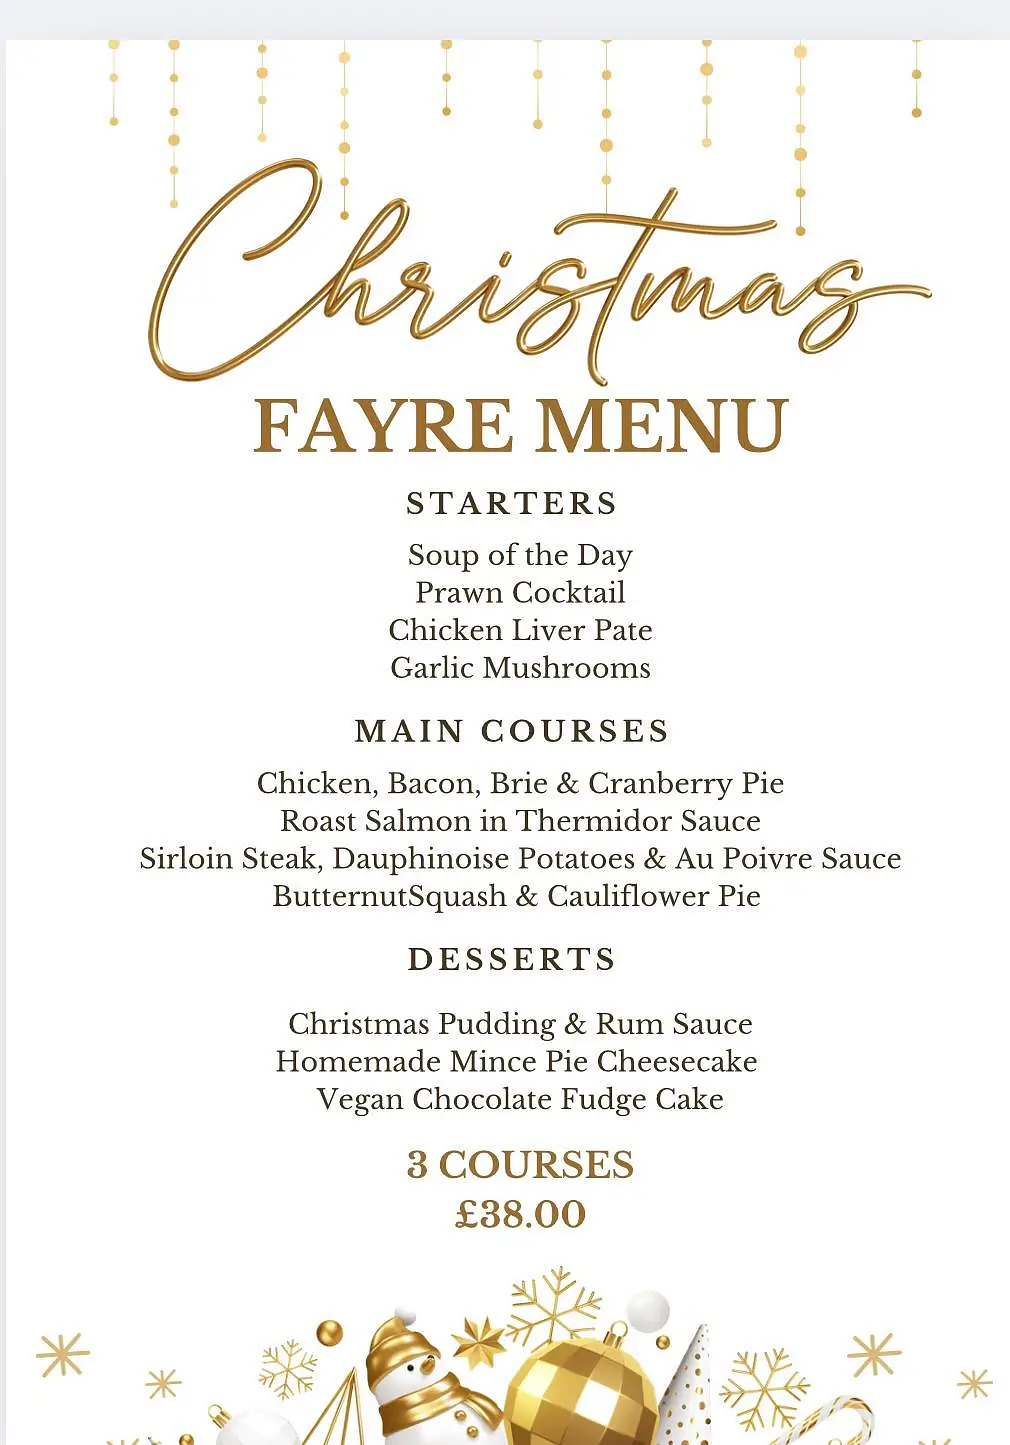 Christmas
FAYRE MENU
STARTERS
Soup of the Day
Prawn Cocktail
Chicken Liver Pate
Garlic Mushrooms
MAIN COURSES
Chicken, Bacon, Brie & Cranberry Pie
Roast Salmon in Thermidor Sauce
Sirloin Steak, Dauphinoise Potatoes & Au Poivre Sauce
ButternutSquash & Cauliflower Pie
DESSERTS
Christmas Pudding & Rum Sauce
Homemade Mince Pie Cheesecake
Vegan Chocolate Fudge Cake
3 COURSES
£38.00